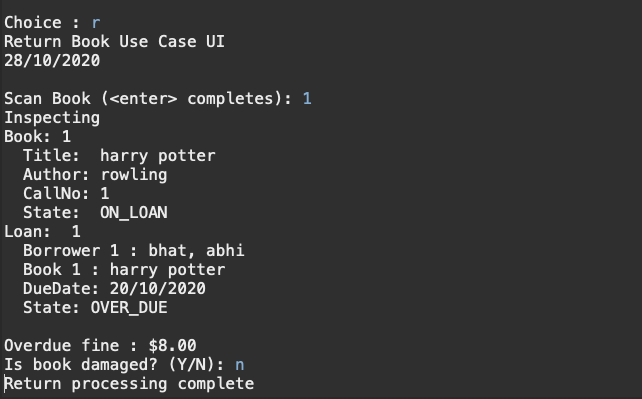 Choice : r
Return Book Use Case UI
28/10/2020
Scan Book (<enter> completes): 1
Inspecting
Book: 1
  Title:  harry potter
  Author: rowling
  CallNo: 1
  State:  ON_LOAN
Loan:  1
  Borrower 1 : bhat, abhi
  Book 1 : harry potter
  DueDate: 20/10/2020
  State: OVER_DUE
Overdue fine : $8.00
Is book damaged? (Y/N): n
Return processing complete